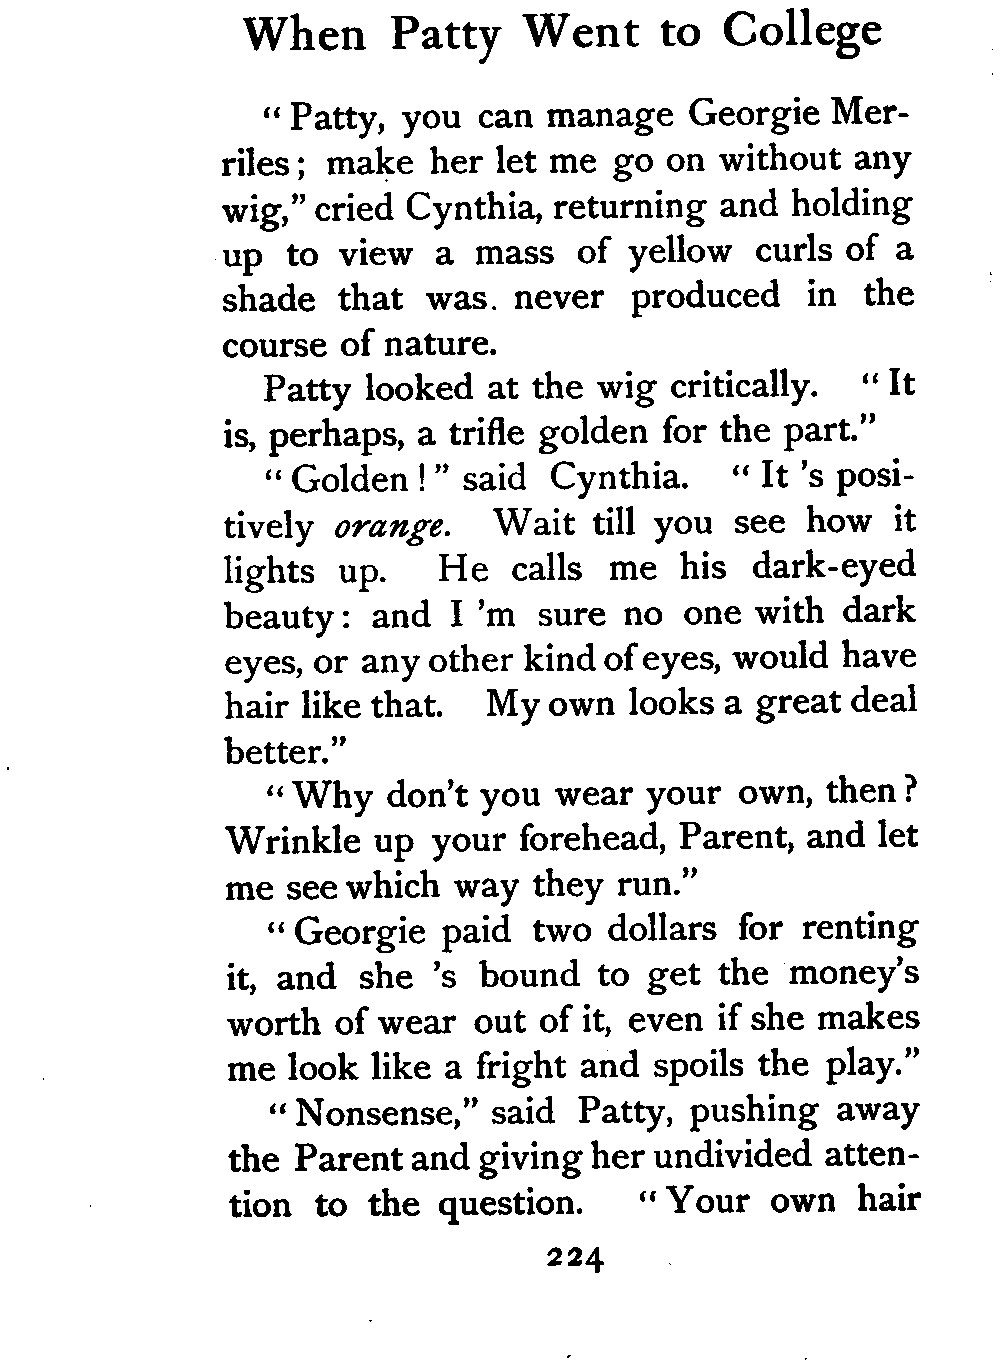 When Patty Went to College
“ Patty, you can manage Georgie Mer-
riles ; make her let me go on without any
wig,” cried Cynthia, returning and holding
up to view a mass of yellow curls of a
shade that was. never produced in the
course of nature.
Patty looked at the wig critically. “ It
is, perhaps, a trifle golden for the part.”
“ Golden ! ” said Cynthia. “ It ’s posi-
tively orange. Wait till you see how it
lights up. He calls me his dark-eyed
beauty : and I ’m sure no one with dark
eyes, or any other kind of eyes, would have
hair like that. My own looks a great deal
better.”
“ Why don’t you wear your own, then ?
Wrinkle up your forehead, Parent, and let
me see which way they run.”
“ Georgie paid two dollars for renting
it, and she ’s bound to get the money’s
worth of wear out of it, even if she makes
me look like a fright and spoils the play.”
“ Nonsense,” said Patty, pushing away
the Parent and giving her undivided atten-
tion to the question. “ Your own hair
224